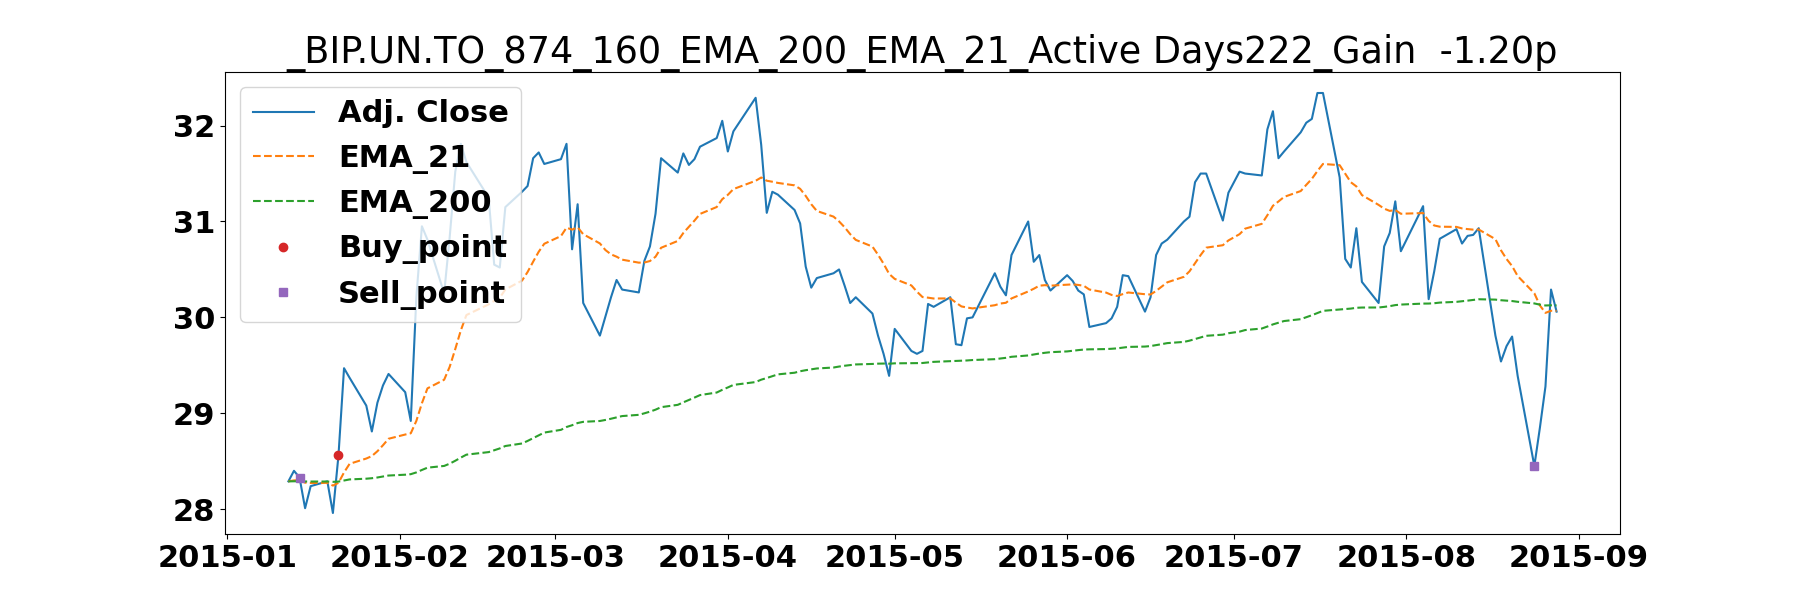 _BIP.UN.TO_874_160_EMA_200_EMA_21_Active Days222_Gain  -1.20p
Adj. Close
EMA_21
EMA_200
Buy_point
Sell_point
32
31
30
29
28
2015-01 2015-02 2015-03 2015-04 2015-05 2015-06 2015-07 2015-08 2015-09